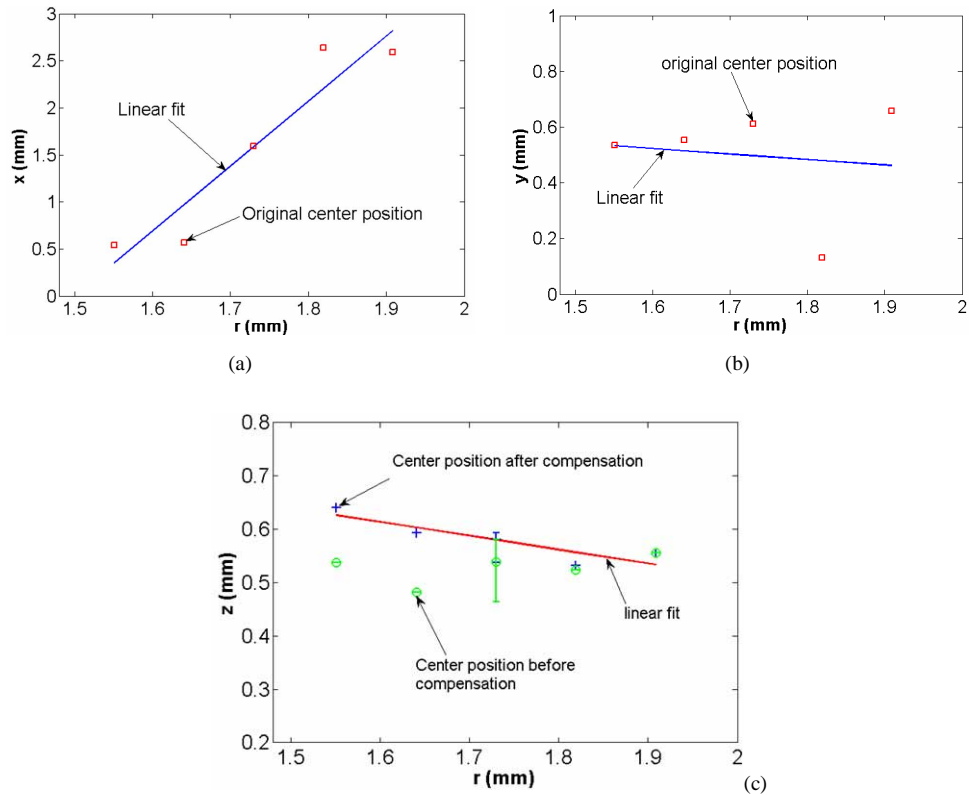 3
2.5
2
1.5
1
0.5
0
x (mm)
Linear fit
Original center position
1.5
1.6
1.7
1.8
1.9
2
r (mm)
(a)
1
0.8
0.6
0.4
0.2
0
y (mm)
original center position
Linear fit
1.5
1.6
1.7
1.8
1.9
2
r (mm)
(b)
0.8
0.7
0.6
0.5
0.4
0.3
0.2
z (mm)
Center position after compensation
linear fit
Center position before
compensation
1.5
1.6
1.7
1.8
1.9
2
r (mm)
(c)